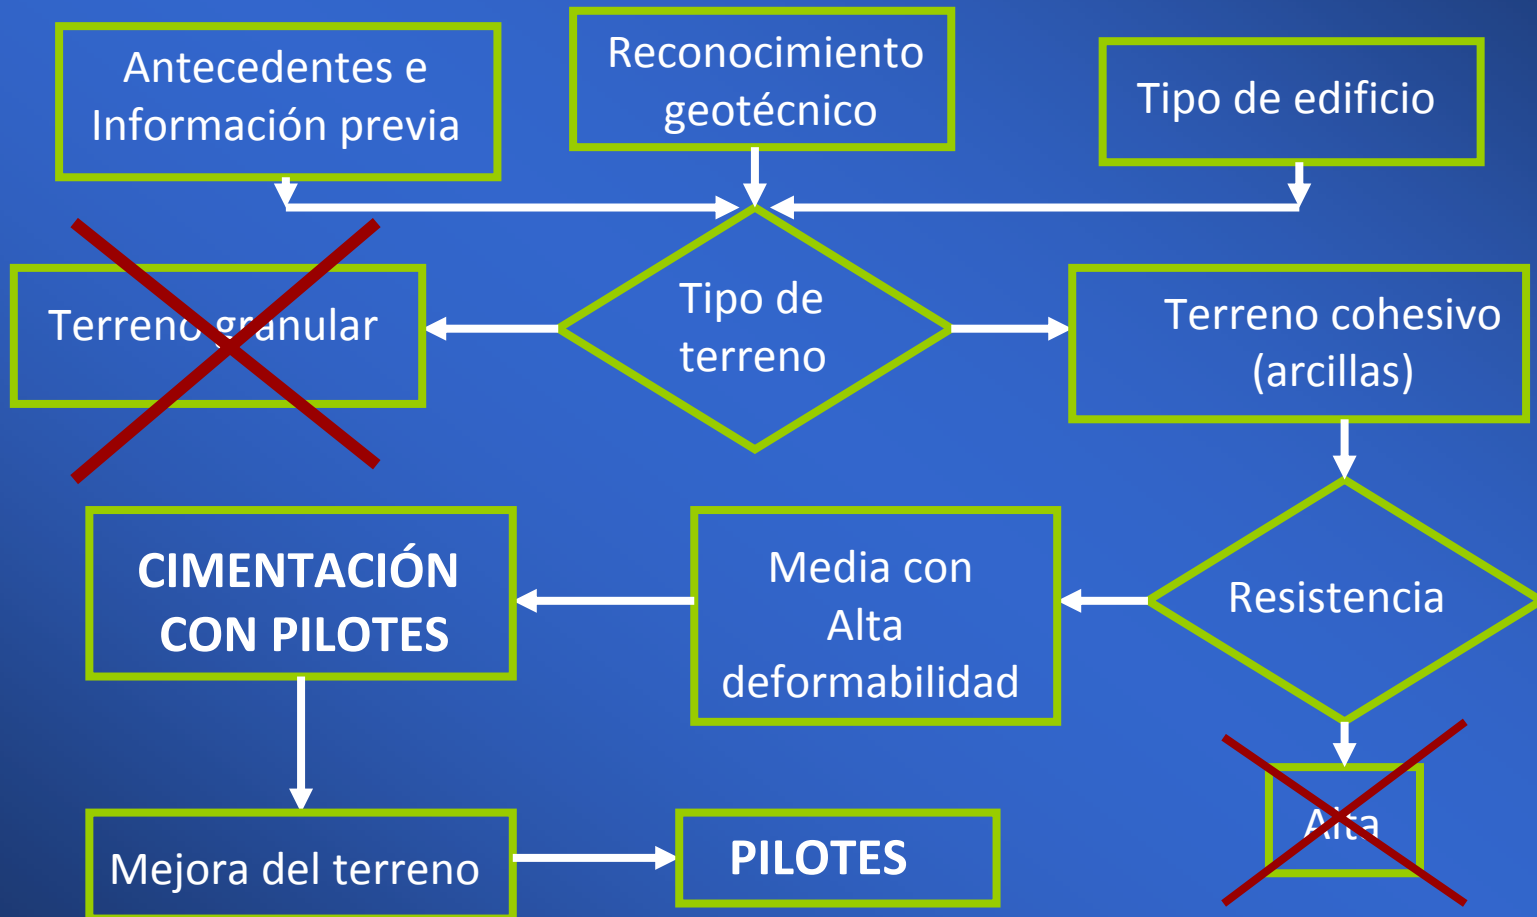 Antecedentes e
Información previa
Reconocimiento
geotécnico
Tipo de edificio
Terreno granular
Tipo de
terreno
Terreno cohesivo
(arcillas)
CIMENTACIÓN
CON PILOTES
Media con
Alta
deformabilidad
Resistencia
Alta
Mejora del terreno
PILOTES